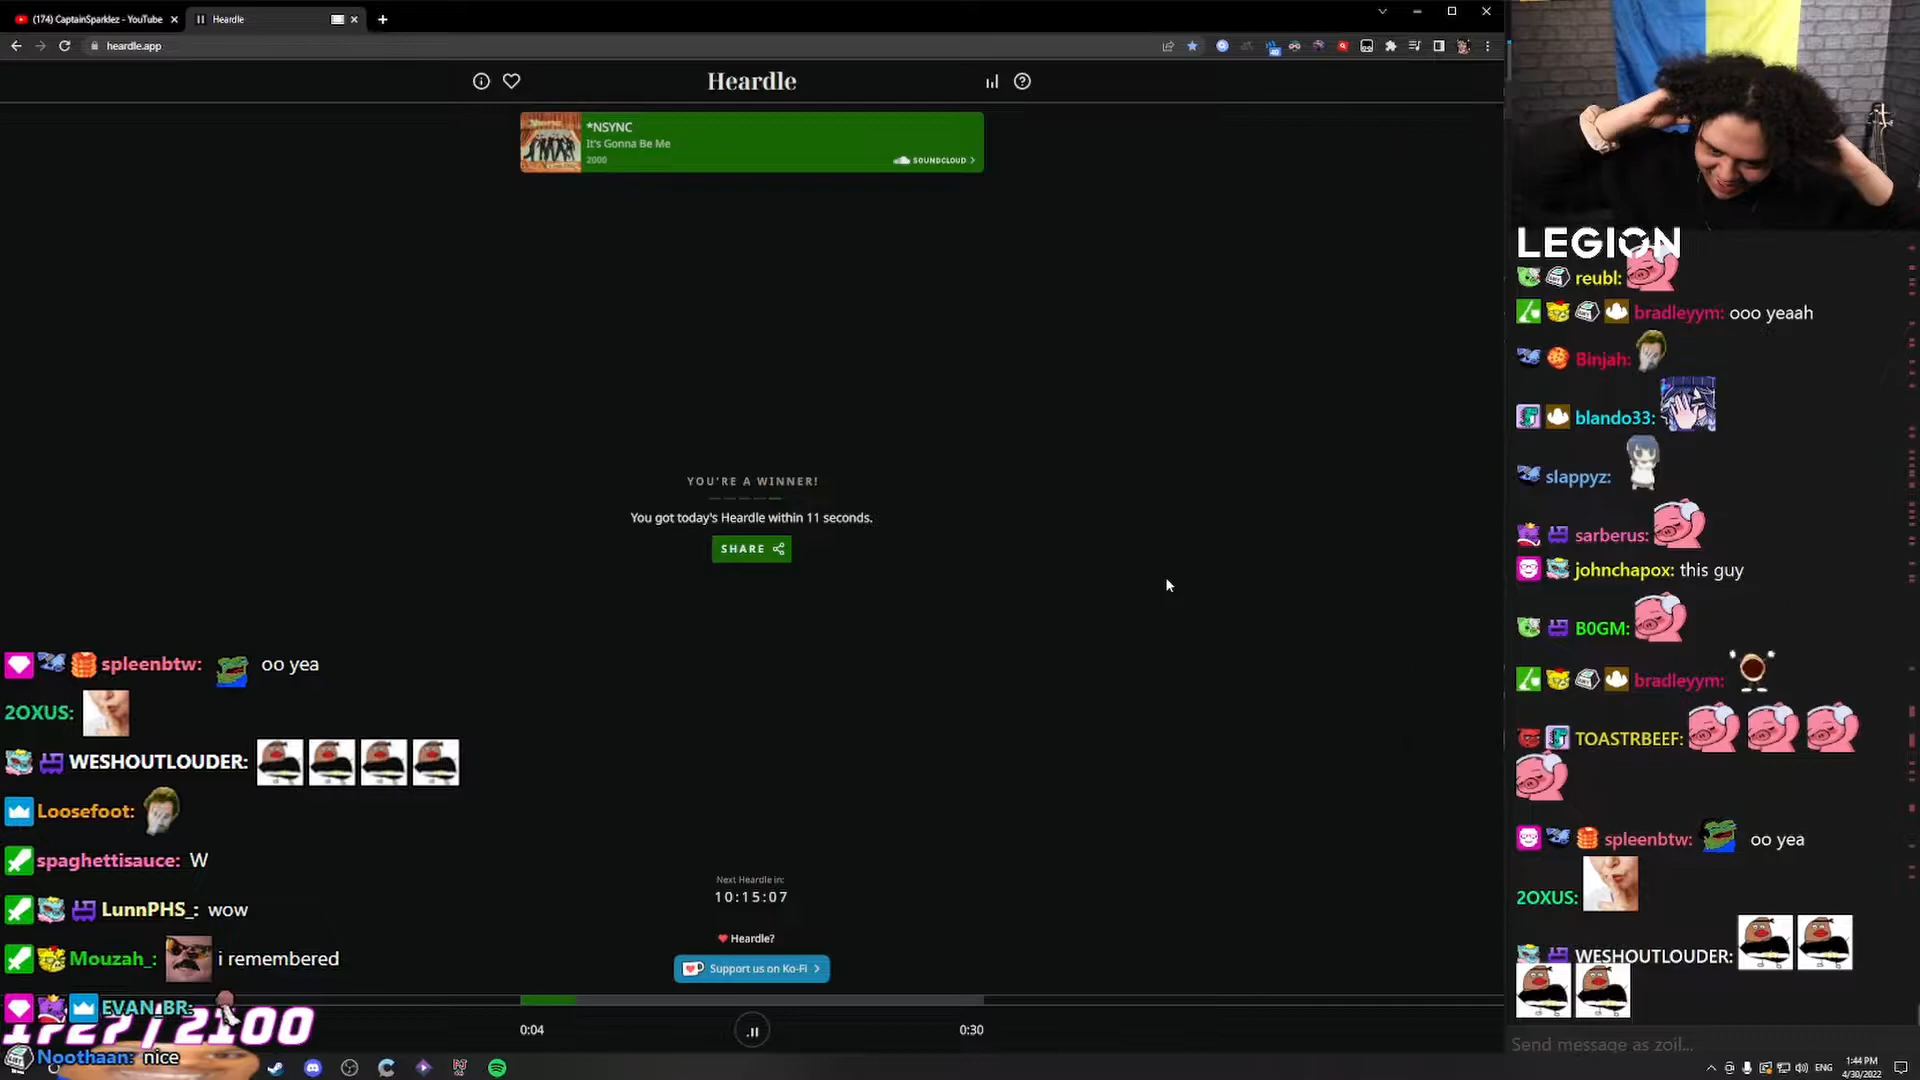 (174) CaptainSparklez - YouTube
Heardle
heardle.app
Heardle
*NSYNC
It's Gonna Be Me
2000
SOUNDCLOUD
YOU'RE A WINNER!
You got today's Heardle within 11 seconds.
SHARE
Next Heardle in:
10:15:07
Heardle?
Support us on Ko-Fi
0:04
0:30
spleenbtw: oo yea
2OXUS:
WESHOUTLOUDER:
Loosefoot:
spaghettisauce: W
LunnPHS_: wow
Mouzah_: i remembered
EVAN_BR:
1727/2100
Noothaan: nice
LEGION
reubl:
bradleyym: ooo yeaah
Binjah:
blando33:
slappyz:
sarberus:
johnchapox: this guy
B0GM:
bradleyym:
TOASTRBEEF:
spleenbtw: oo yea
2OXUS:
WESHOUTLOUDER:
Send message as zoil...
ENG
1:44 PM
4/30/2022